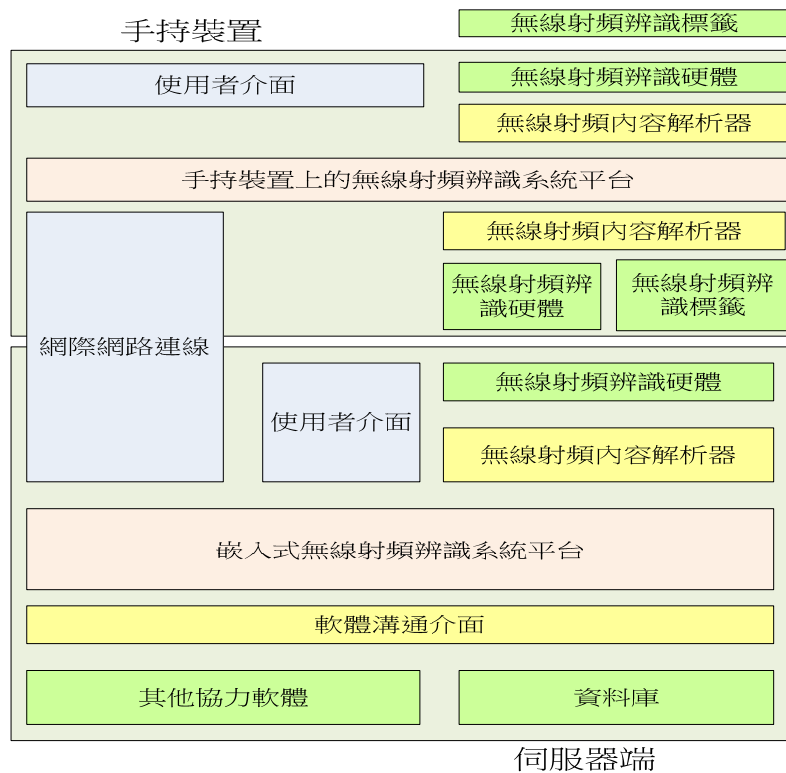 手持裝置
無線射頻辨識標籤
使用者介面
無線射頻辨識硬體
無線射頻內容解析器
手持裝置上的無線射頻辨識系統平台
無線射頻內容解析器
無線射頻辨
識硬體
無線射頻辨
識標籤
網際網路連線
使用者介面
無線射頻辨識硬體
無線射頻內容解析器
嵌入式無線射頻辨識系統平台
軟體溝通介面
其他協力軟體
資料庫
伺服器端